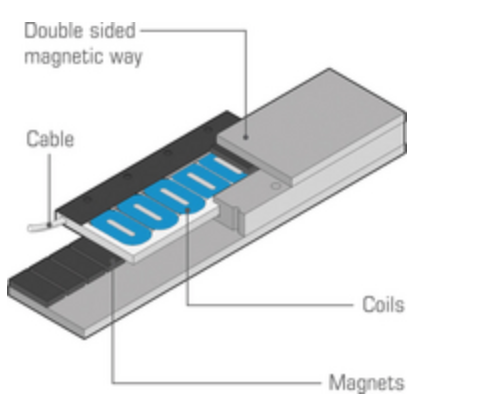 Double sided
magnetic way
Cable
Coils
Magnets